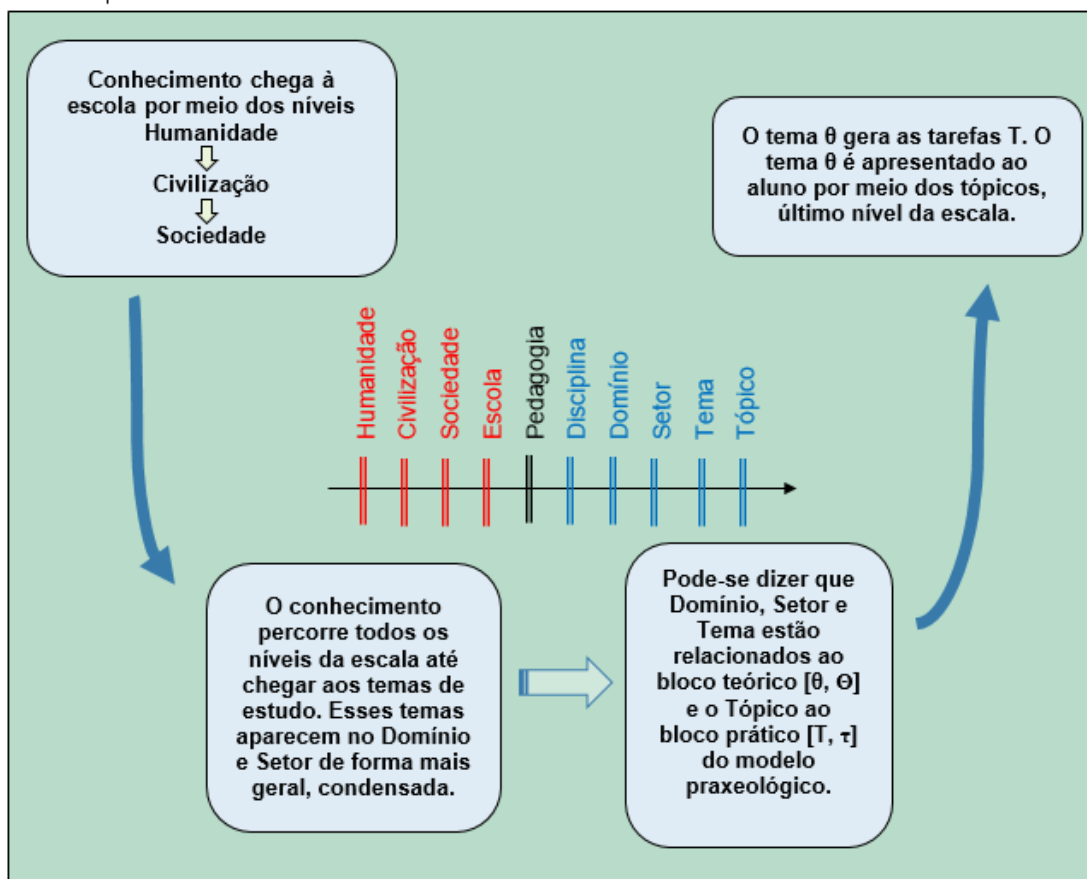 Conhecimento chega à
escola por meio dos níveis
Humanidade
Civilização
Sociedade
O tema θ gera as tarefas T. O
tema θ é apresentado ao
aluno por meio dos tópicos,
último nível da escala.
Humanidade
Civilização
Sociedade
Escola
Pedagogia
Disciplina
Domínio
Setor
Tema
Tópico
O conhecimento
percorre todos os
níveis da escala até
chegar aos temas de
estudo. Esses temas
aparecem no Domínio
e Setor de forma mais
geral, condensada.
Pode-se dizer que
Domínio, Setor e
Tema estão
relacionados ao
bloco teórico [θ, Θ]
e o Tópico ao
bloco prático [T, τ]
do modelo
praxeológico.